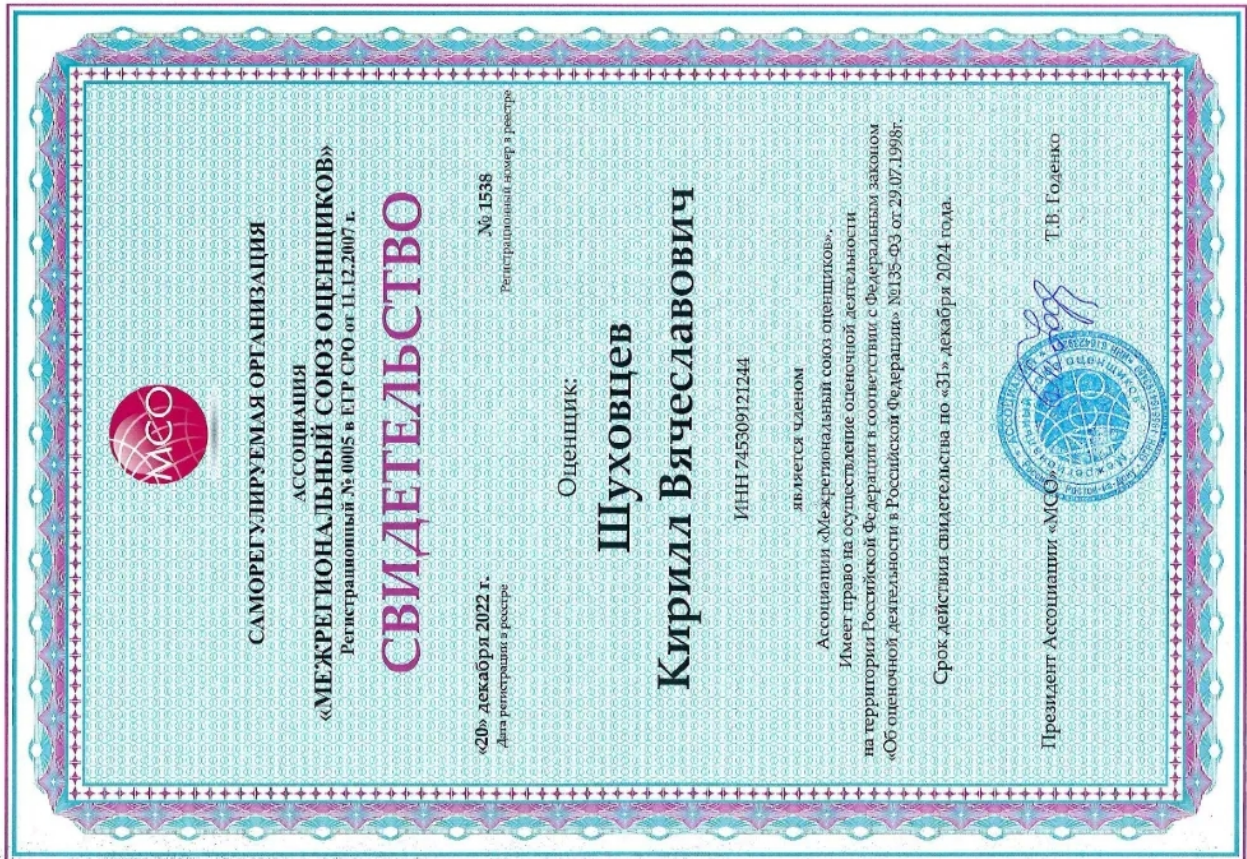 МСО
САМОРЕГУЛИРУЕМАЯ ОРГАНИЗАЦИЯ
АССОЦИАЦИЯ
«МЕЖРЕГИОНАЛЬНЫЙ СОЮЗ ОЦЕНЩИКОВ»
Регистрационный № 0005 в ЕГР СРО от 11.12.2007 г.
СВИДЕТЕЛЬСТВО
«20» декабря 2022 г. № 1538
Дата регистрации в реестре Регистрационный номер в реестре
Оценщик:
Шуховцев
Кирилл Вячеславович
ИНН 745309121244
является членом
Ассоциации «Межрегиональный союз оценщиков».
Имеет право на осуществление оценочной деятельности
на территории Российской Федерации в соответствии с Федеральным законом
«Об оценочной деятельности в Российской Федерации» №135-ФЗ от 29.07.1998г.
Срок действия свидетельства по «31» декабря 2024 года.
Президент Ассоциации «МСО» Т.В. Годенко